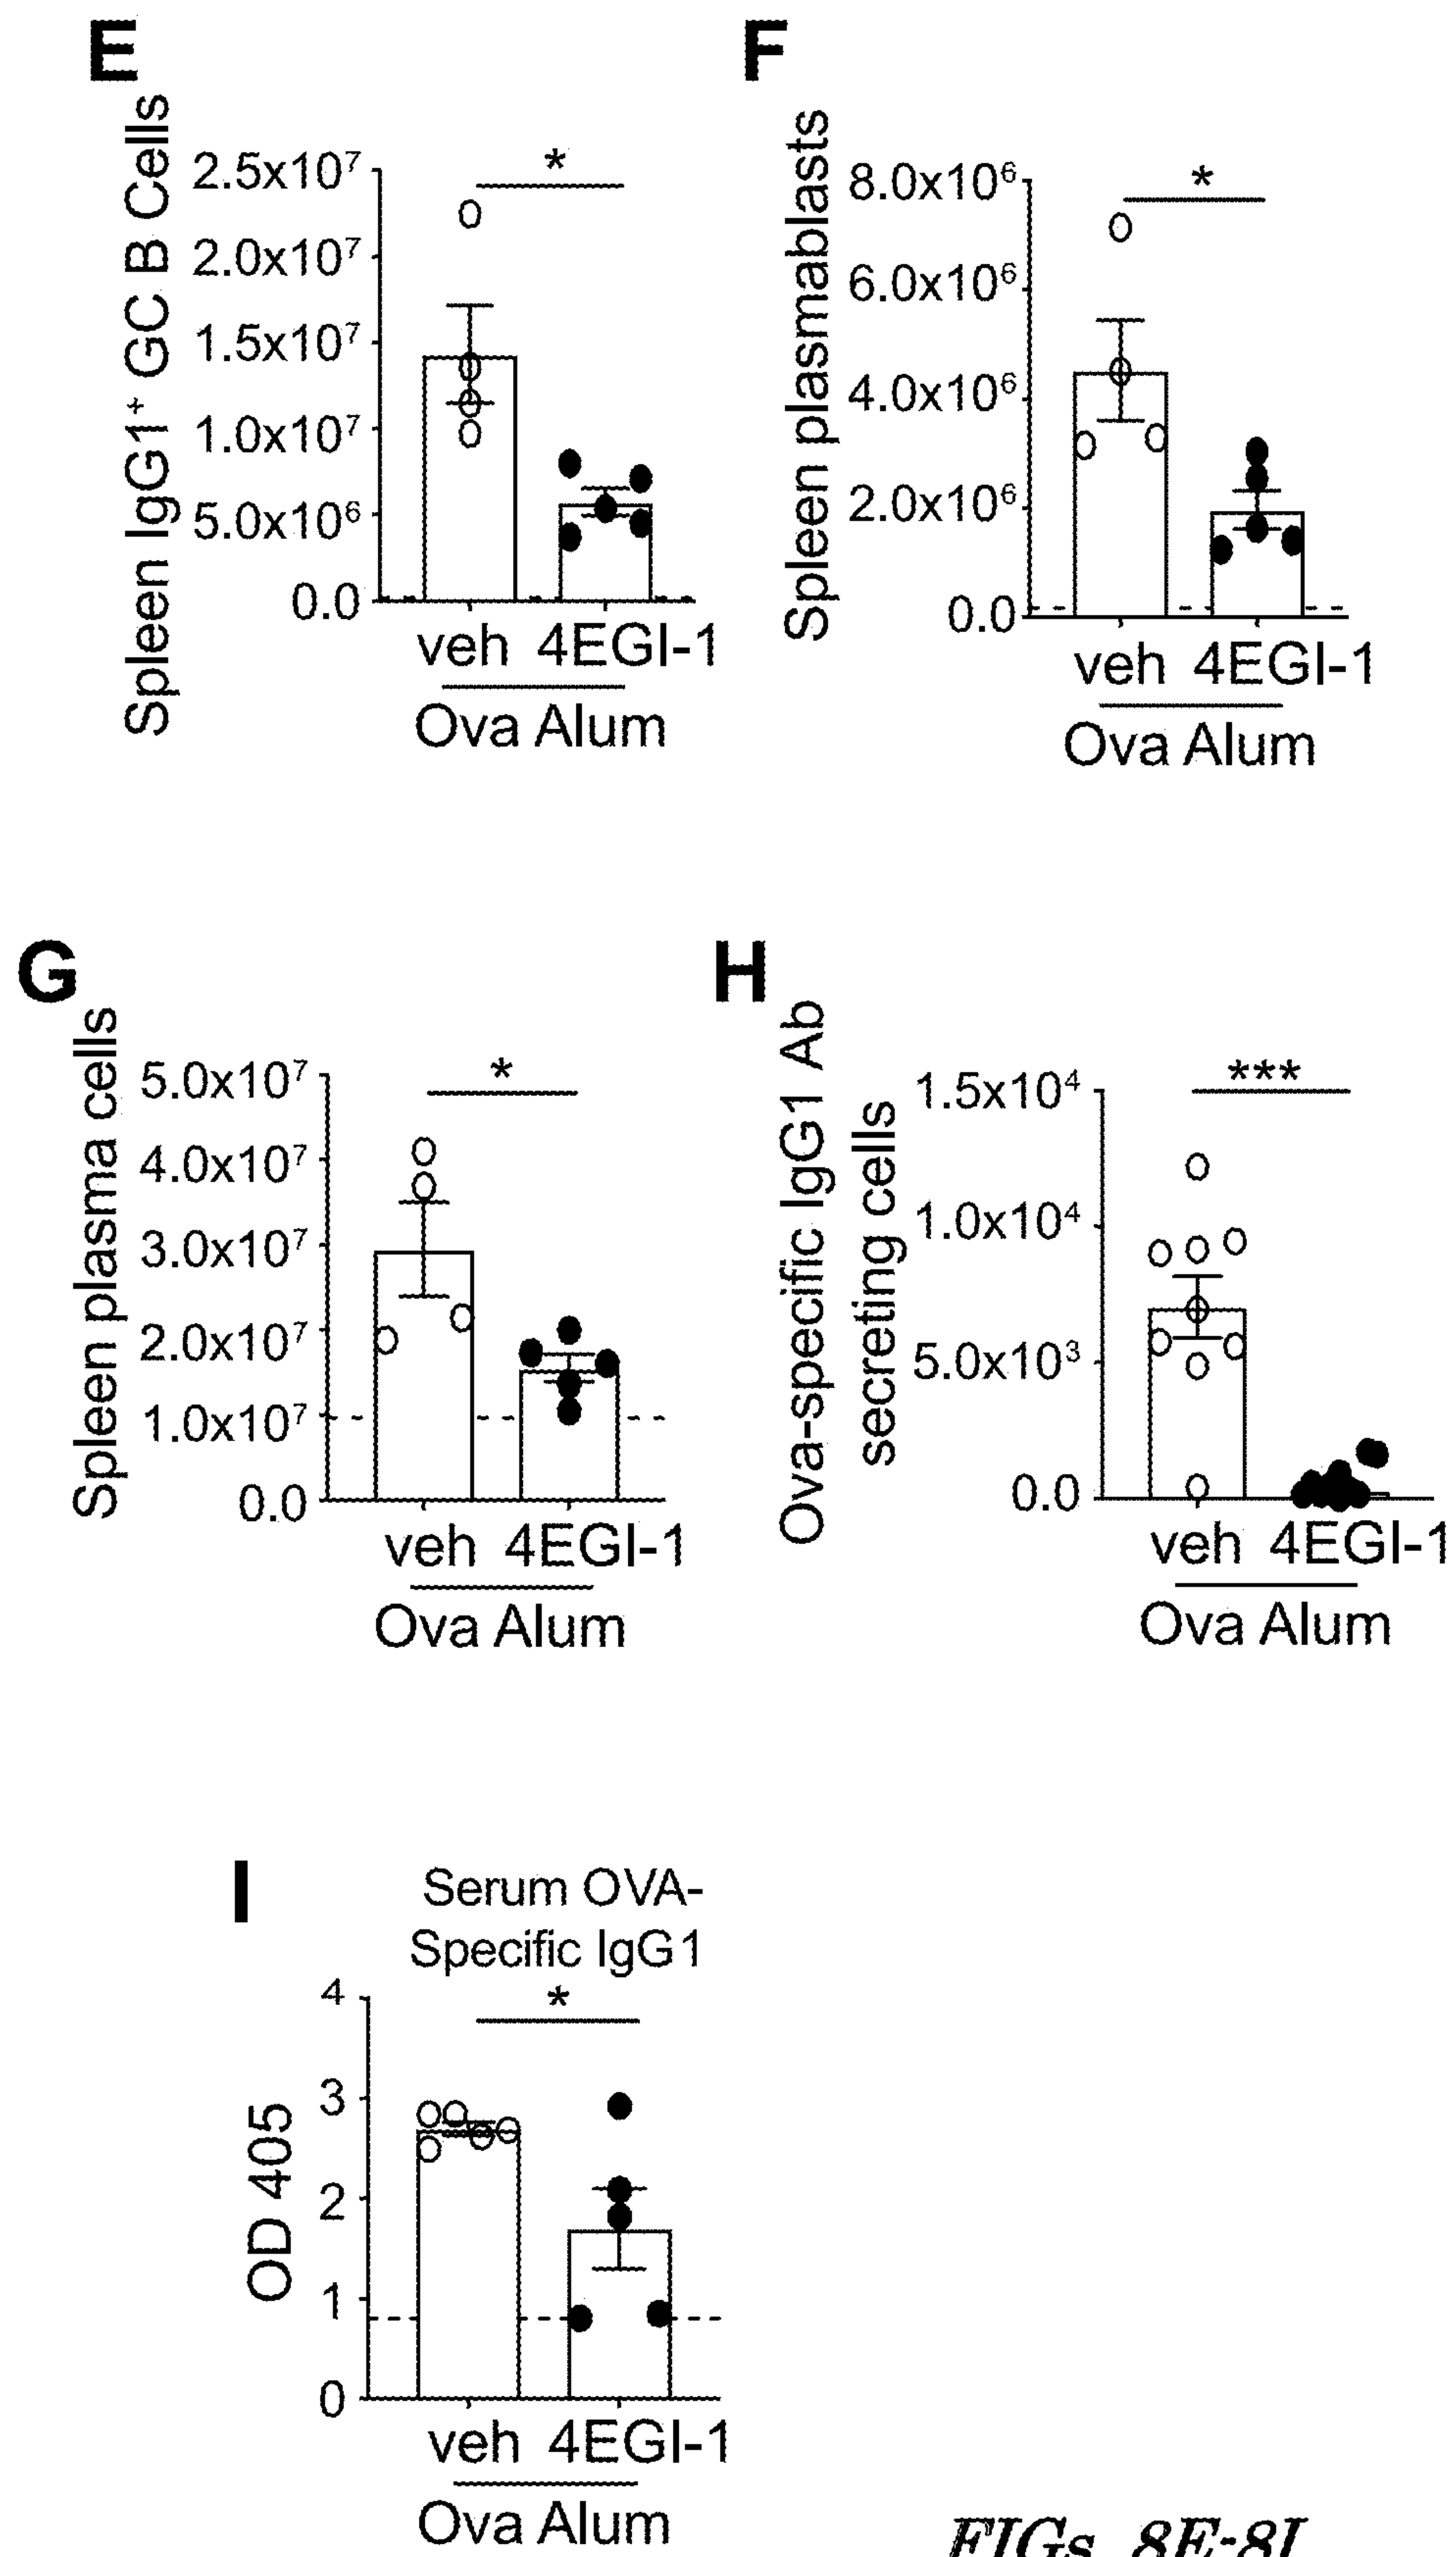 E
Spleen IgG1⁺ GC B Cells
2.5x10⁷
2.0x10⁷
1.5x10⁷
1.0x10⁷
5.0x10⁶
0.0
*
veh 4EGI-1
Ova Alum
F
Spleen plasmablasts
8.0x10⁶
6.0x10⁶
4.0x10⁶
2.0x10⁶
0.0
*
veh 4EGI-1
Ova Alum
G
Spleen plasma cells
5.0x10⁷
4.0x10⁷
3.0x10⁷
2.0x10⁷
1.0x10⁷
0.0
*
veh 4EGI-1
Ova Alum
H
Ova-specific IgG1 Ab
secreting cells
1.5x10⁴
1.0x10⁴
5.0x10³
0.0
***
veh 4EGI-1
Ova Alum
I
Serum OVA-
Specific IgG1
OD 405
4
3
2
1
0
*
veh 4EGI-1
Ova Alum
FIGs. 8E-8I